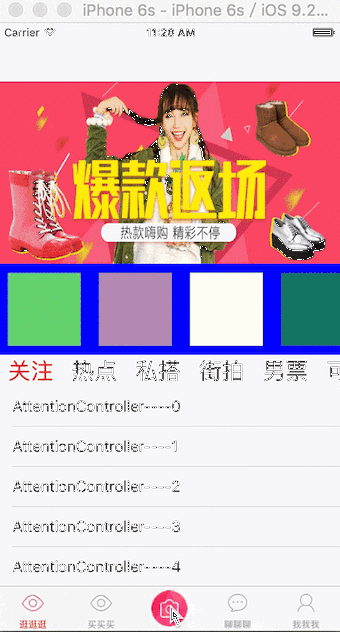 iPhone 6s - iPhone 6s / iOS 9.2...
Carrier 11:28 AM
爆款返场
热款嗨购 精彩不停
关注 热点 私搭 街拍 男票
AttentionController----0
AttentionController----1
AttentionController----2
AttentionController----3
AttentionController----4
逛逛逛 买买买 聊聊聊 我我我